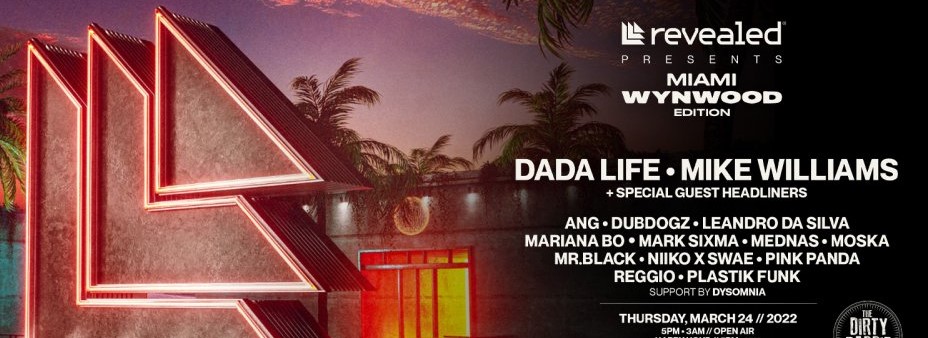 revealed
PRESENTS
MIAMI
WYNWOOD
EDITION
DADA LIFE • MIKE WILLIAMS
+ SPECIAL GUEST HEADLINERS
ANG • DUBDOGZ • LEANDRO DA SILVA
MARIANA BO • MARK SIXMA • MEDNAS • MOSKA
MR.BLACK • NIIKO X SWAE • PINK PANDA
REGGIO • PLASTIK FUNK
SUPPORT BY DYSOMNIA
THURSDAY, MARCH 24 // 2022
5PM • 3AM // OPEN AIR
THE
DIRTY